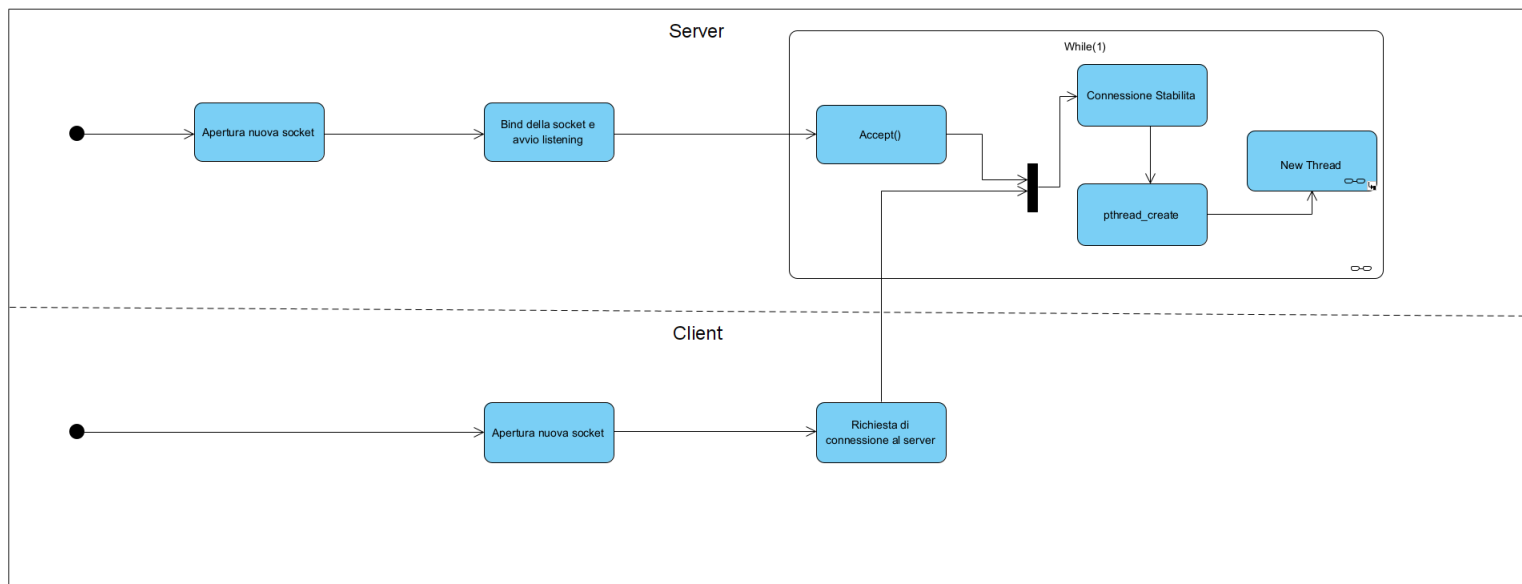 Server
While(1)
Apertura nuova socket
Bind della socket e
avvio listening
Accept()
Connessione Stabilita
New Thread
pthread_create
Client
Apertura nuova socket
Richiesta di
connessione al server